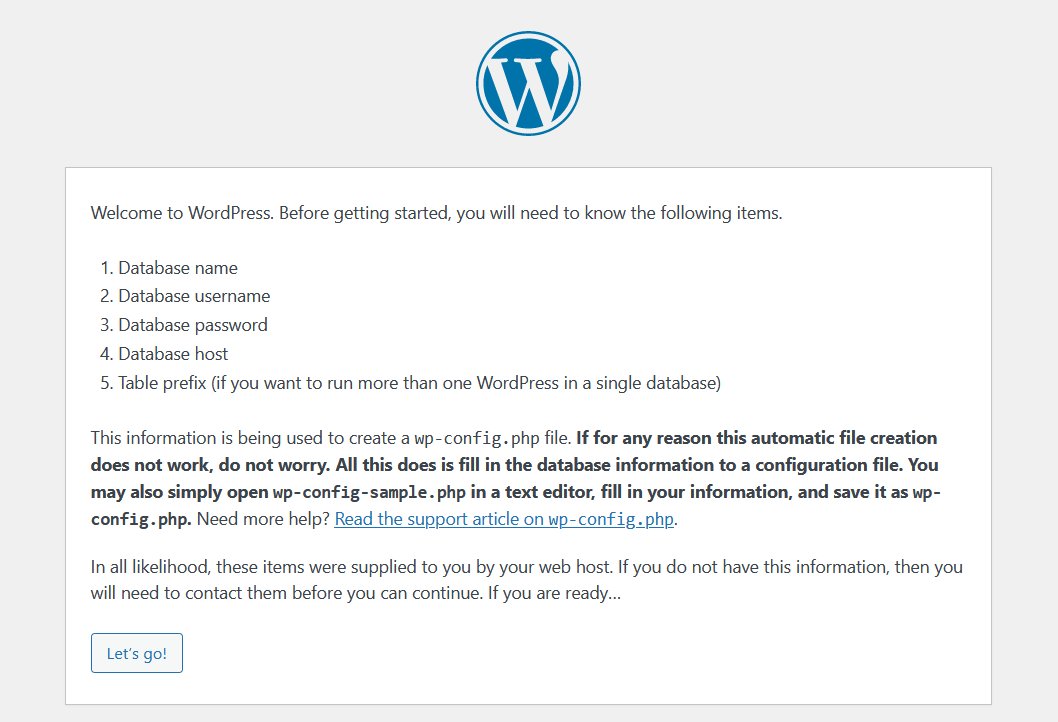 Welcome to WordPress. Before getting started, you will need to know the following items.
1. Database name
2. Database username
3. Database password
4. Database host
5. Table prefix (if you want to run more than one WordPress in a single database)
This information is being used to create a wp-config.php file. If for any reason this automatic file creation
does not work, do not worry. All this does is fill in the database information to a configuration file. You
may also simply open wp-config-sample.php in a text editor, fill in your information, and save it as wp-
config.php. Need more help? Read the support article on wp-config.php.
In all likelihood, these items were supplied to you by your web host. If you do not have this information, then you
will need to contact them before you can continue. If you are ready…
Let’s go!